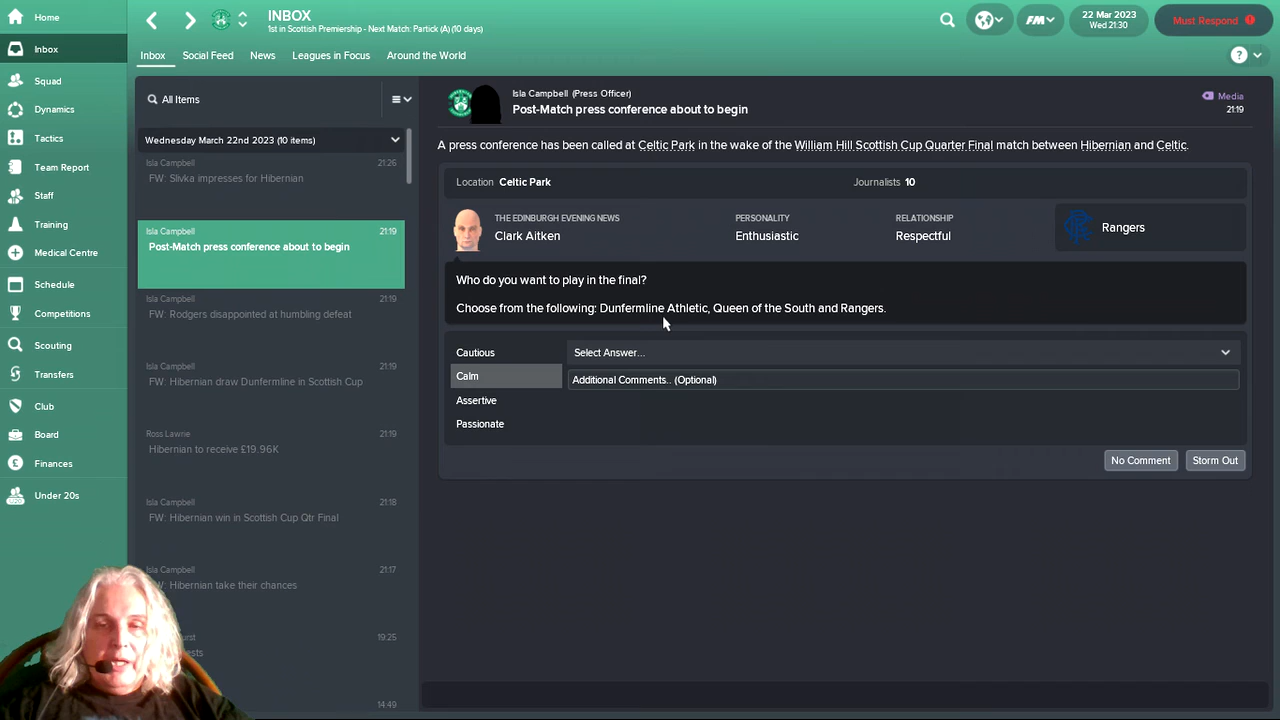 Home
INBOX
1st in Scottish Premiership - Next Match: Partick (A) (10 days)
FM
22 Mar 2023
Wed 21:30
Must Respond
Inbox
Inbox
Social Feed
News
Leagues in Focus
Around the World
Squad
Dynamics
Tactics
Team Report
Staff
Training
Medical Centre
Schedule
Competitions
Scouting
Transfers
Club
Board
Finances
Under 20s
All Items
Wednesday March 22nd 2023 (10 items)
Isla Campbell 21:26
FW: Slivka impresses for Hibernian
Isla Campbell 21:19
Post-Match press conference about to begin
Isla Campbell 21:19
FW: Rodgers disappointed at humbling defeat
Isla Campbell 21:19
FW: Hibernian draw Dunfermline in Scottish Cup
Ross Lawrie 21:19
Hibernian to receive £19.96K
Isla Campbell 21:18
FW: Hibernian win in Scottish Cup Qtr Final
Isla Campbell 21:17
Hibernian take their chances
19:25
14:49
Isla Campbell (Press Officer)
Post-Match press conference about to begin
Media
21:19
A press conference has been called at Celtic Park in the wake of the William Hill Scottish Cup Quarter Final match between Hibernian and Celtic.
Location Celtic Park
Journalists 10
THE EDINBURGH EVENING NEWS
Clark Aitken
PERSONALITY
Enthusiastic
RELATIONSHIP
Respectful
Rangers
Who do you want to play in the final?
Choose from the following: Dunfermline Athletic, Queen of the South and Rangers.
Cautious
Calm
Assertive
Passionate
Select Answer...
Additional Comments.. (Optional)
No Comment
Storm Out